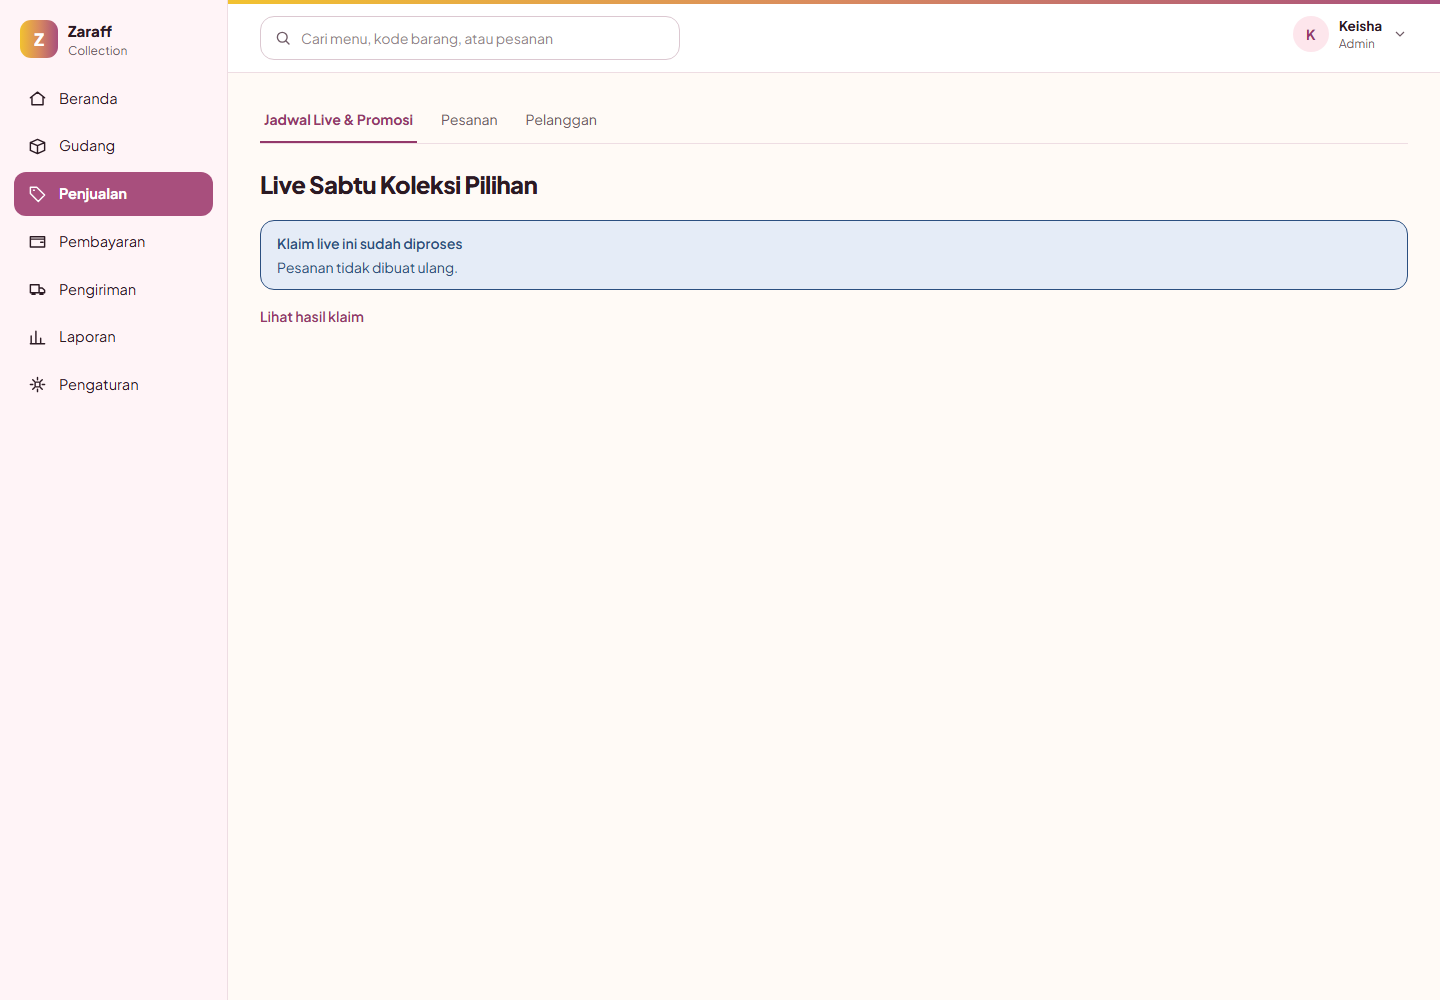 Z
Zaraff
Collection
Beranda
Gudang
Penjualan
Pembayaran
Pengiriman
Laporan
Pengaturan
Cari menu, kode barang, atau pesanan
K
Keisha
Admin
Jadwal Live & Promosi
Pesanan
Pelanggan
Live Sabtu Koleksi Pilihan
Klaim live ini sudah diproses
Pesanan tidak dibuat ulang.
Lihat hasil klaim